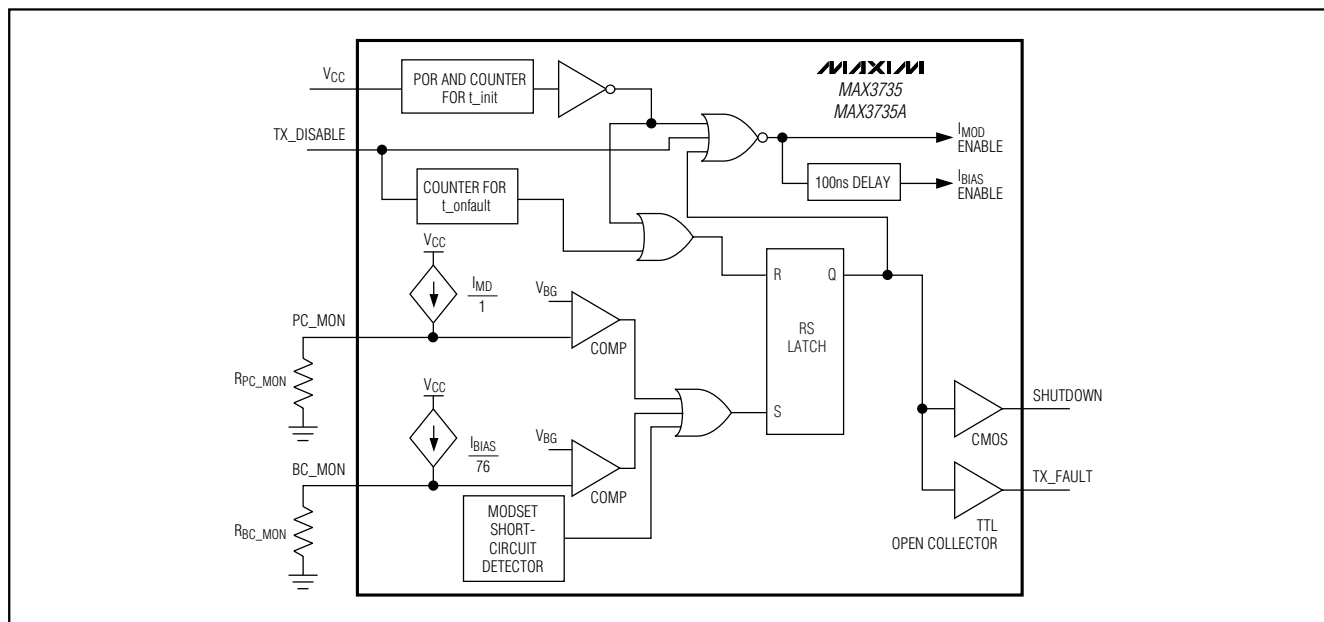 MAXIM
MAX3735
MAX3735A
VCC
POR AND COUNTER
FOR t_init
TX_DISABLE
IMOD
ENABLE
100ns DELAY
IBIAS
ENABLE
COUNTER FOR
t_onfault
VCC
IMD
1
VBG
PC_MON
COMP
R
Q
RS
LATCH
S
RPC_MON
VCC
IBIAS
76
VBG
BC_MON
COMP
SHUTDOWN
CMOS
TX_FAULT
TTL
OPEN COLLECTOR
MODSET
SHORT-
CIRCUIT
DETECTOR
RBC_MON